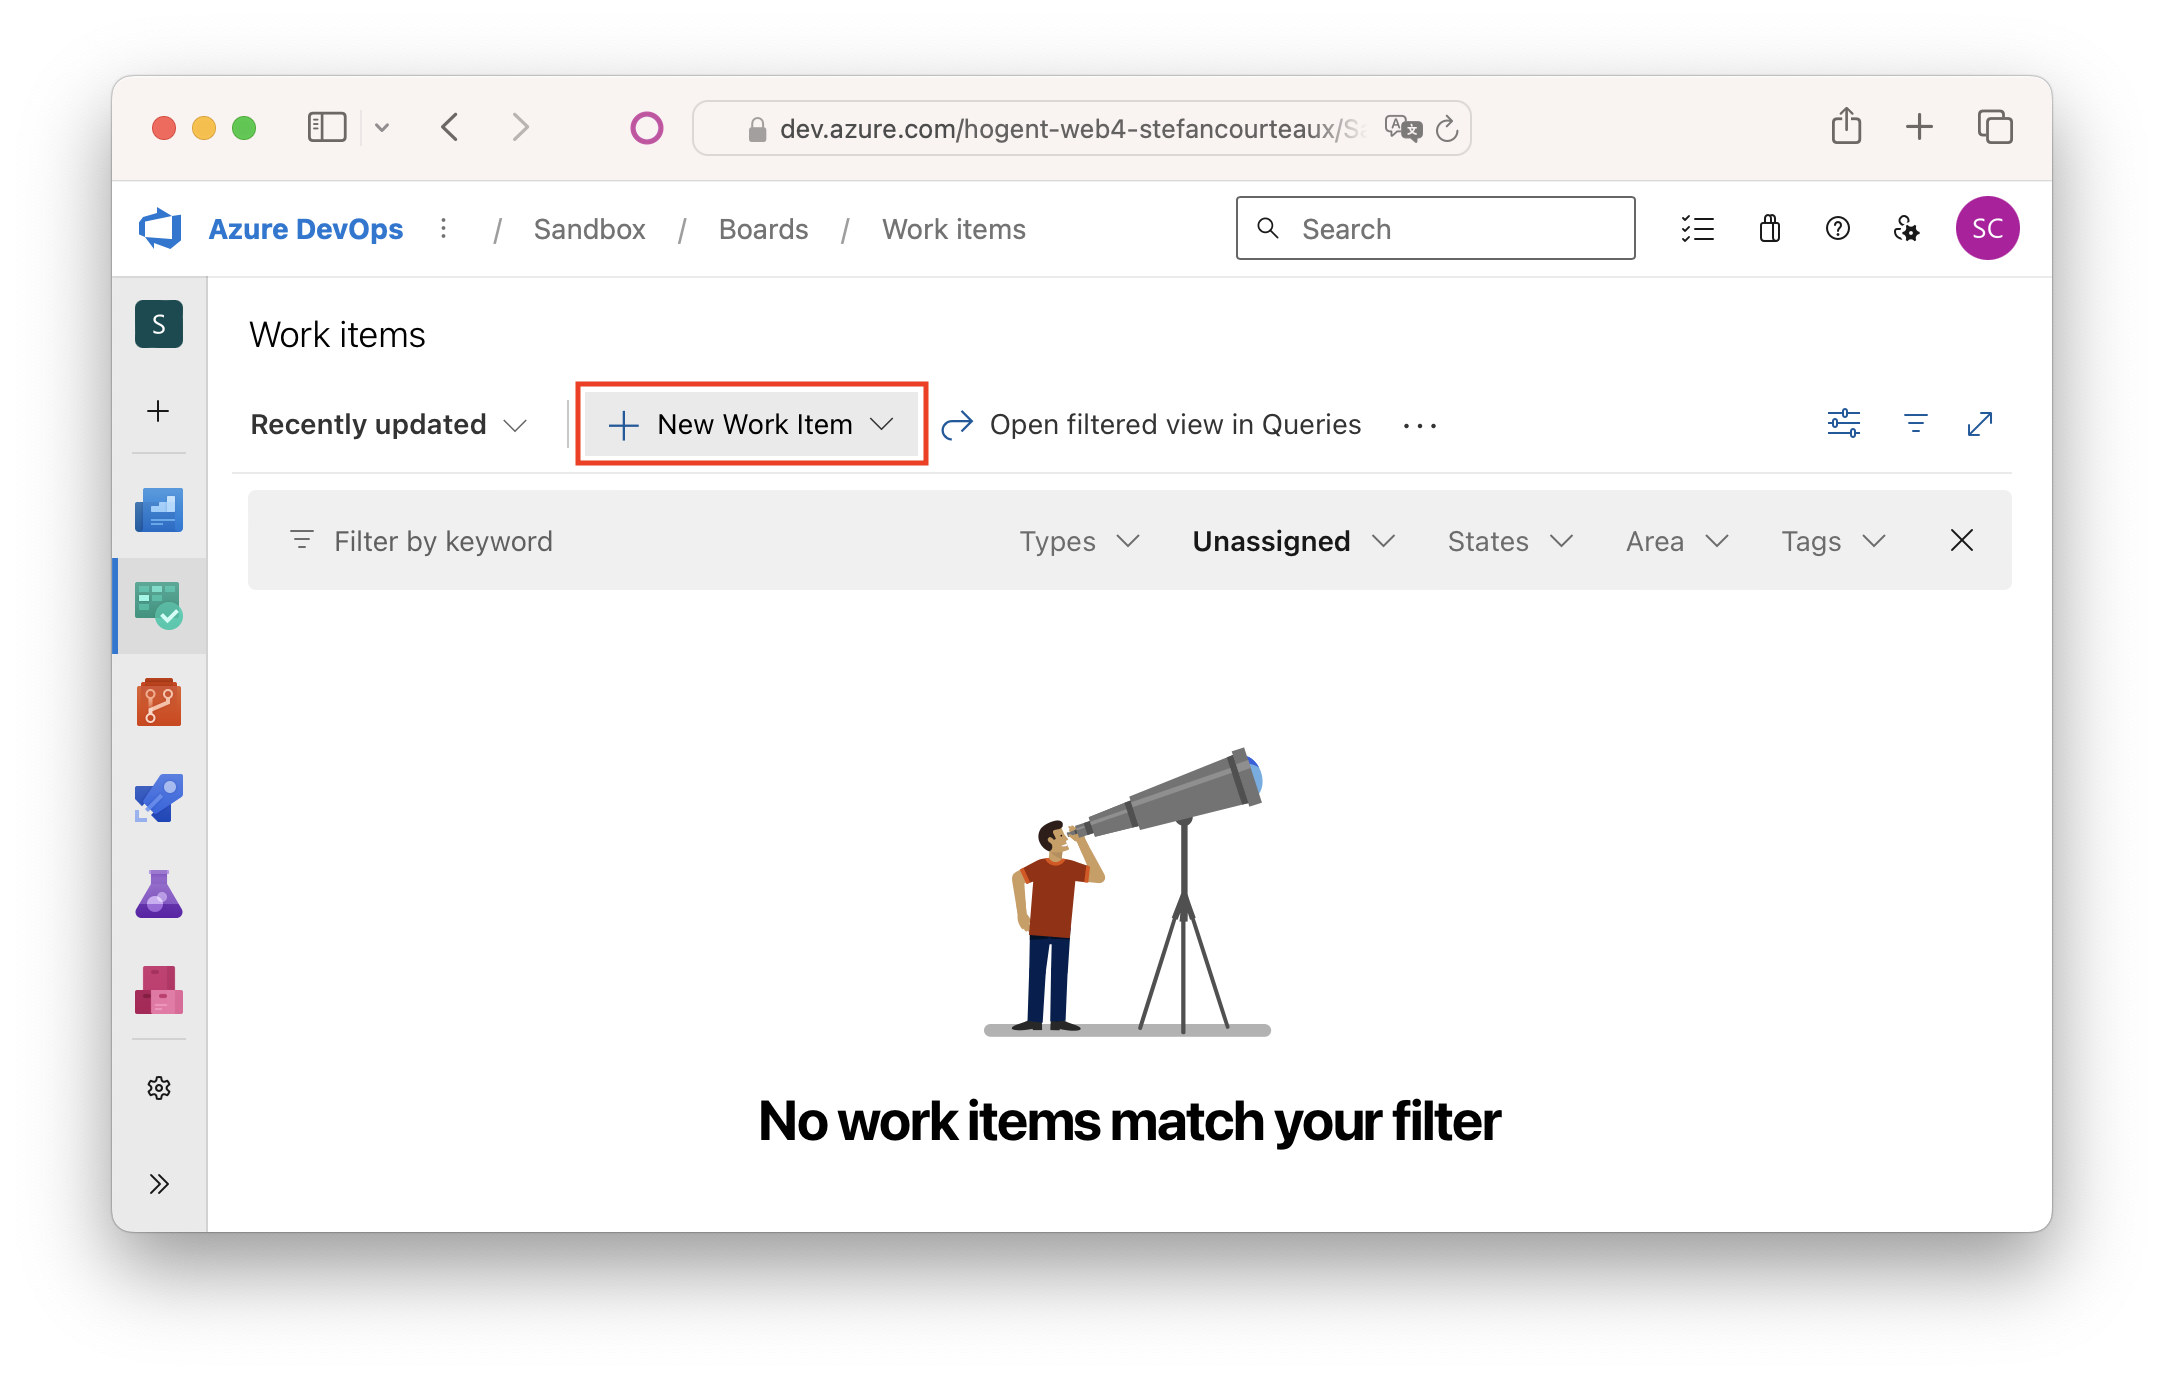 dev.azure.com/hogent-web4-stefancourteaux/Sa
Azure DevOps / Sandbox / Boards / Work items
Search
SC
S
Work items
Recently updated
New Work Item
Open filtered view in Queries
Filter by keyword
Types
Unassigned
States
Area
Tags
No work items match your filter